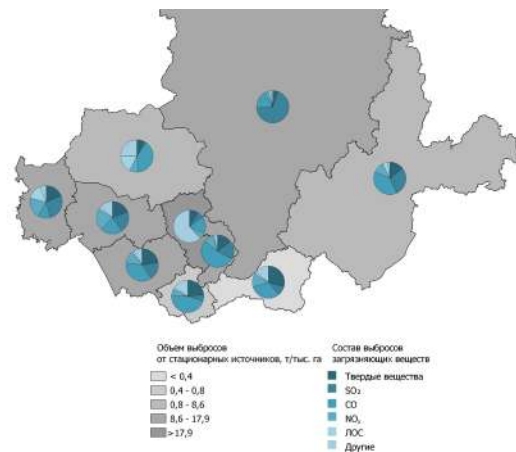 Объем выбросов
от стационарных источников, т/тыс. га
< 0,4
0,4 - 0,8
0,8 - 8,6
8,6 - 17,9
>17,9
Состав выбросов
загрязняющих веществ
Твердые вещества
SO₂
CO
NOₓ
ЛОС
Другие